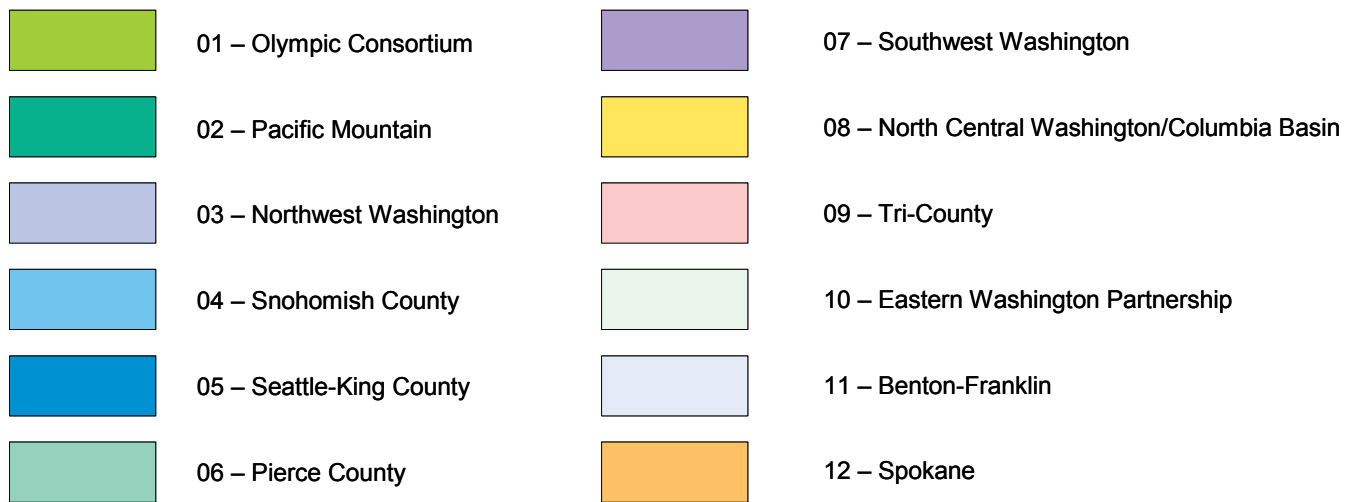 01 – Olympic Consortium
02 – Pacific Mountain
03 – Northwest Washington
04 – Snohomish County
05 – Seattle-King County
06 – Pierce County
07 – Southwest Washington
08 – North Central Washington/Columbia Basin
09 – Tri-County
10 – Eastern Washington Partnership
11 – Benton-Franklin
12 – Spokane